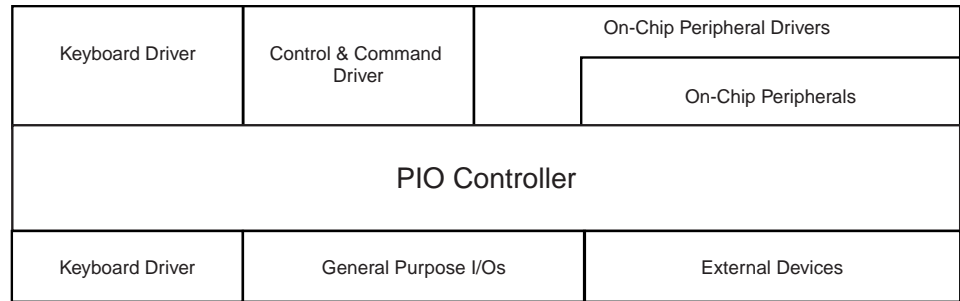 Keyboard Driver
Control & Command
Driver
On-Chip Peripheral Drivers
On-Chip Peripherals
PIO Controller
Keyboard Driver
General Purpose I/Os
External Devices